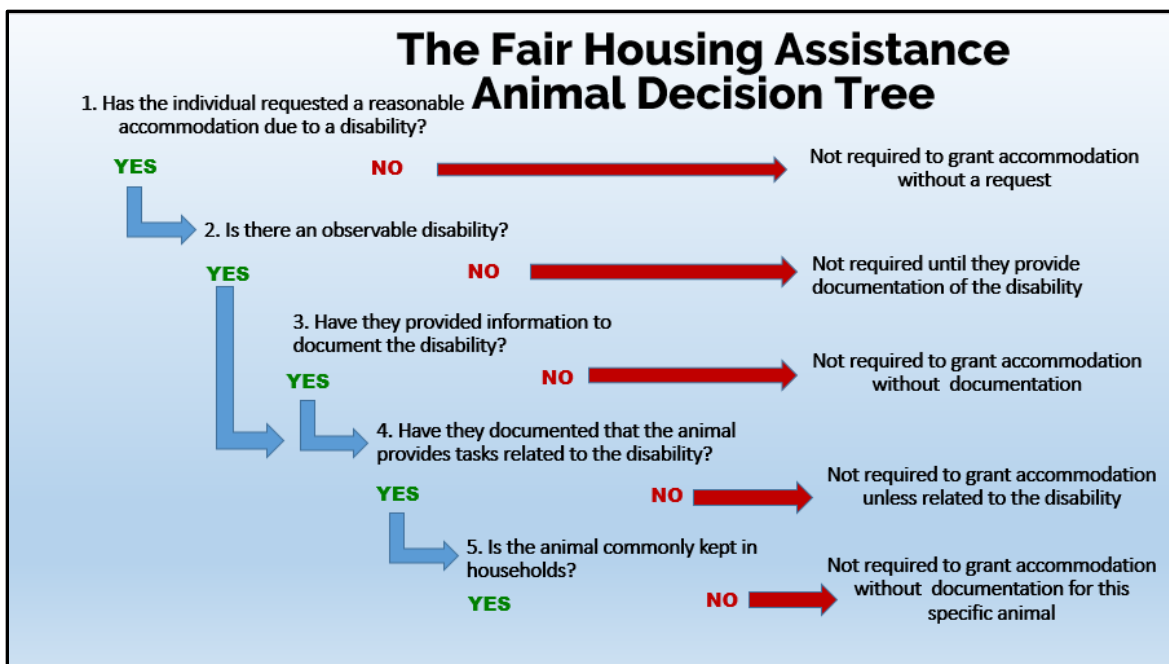 The Fair Housing Assistance
Animal Decision Tree
1. Has the individual requested a reasonable
accommodation due to a disability?
YES
NO
Not required to grant accommodation
without a request
2. Is there an observable disability?
YES
NO
Not required until they provide
documentation of the disability
3. Have they provided information to
document the disability?
YES
NO
Not required to grant accommodation
without documentation
4. Have they documented that the animal
provides tasks related to the disability?
YES
NO
Not required to grant accommodation
unless related to the disability
5. Is the animal commonly kept in
households?
YES
NO
Not required to grant accommodation
without documentation for this
specific animal